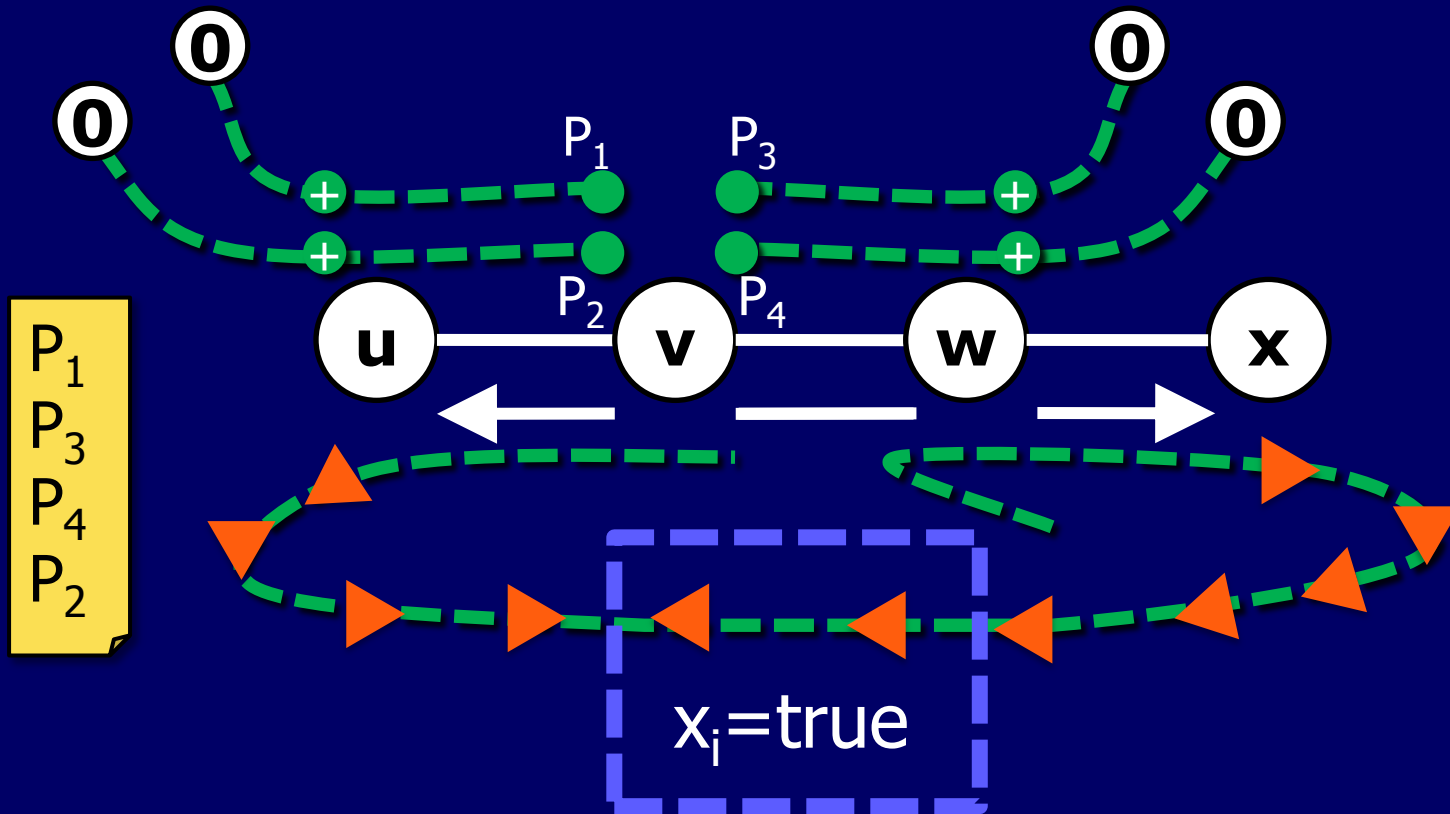 0 0
0 0
P₁ P₃
+ +
+ +
P₂ P₄
u v w x
P₁
P₃
P₄
P₂
xᵢ=true